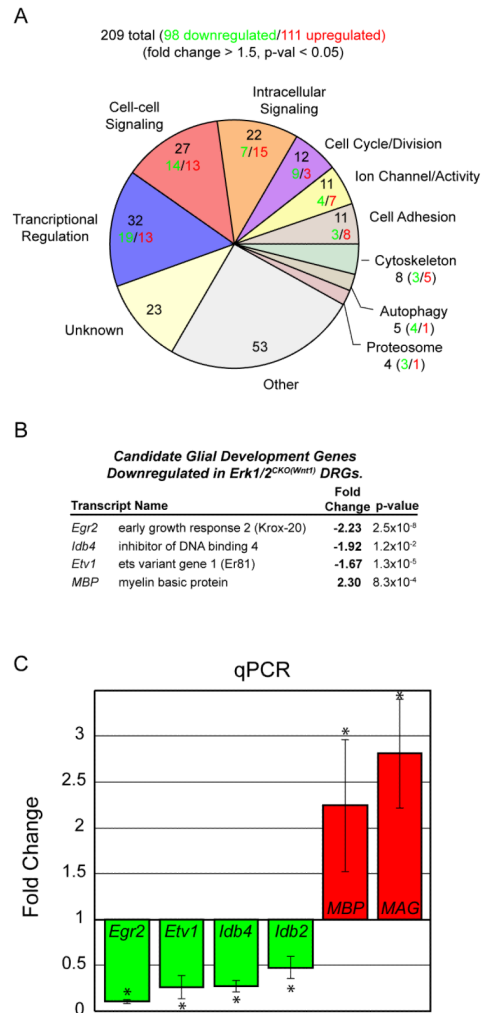 A
209 total (98 downregulated/111 upregulated)
(fold change > 1.5, p-val < 0.05)
Intracellular
Signaling
Cell-cell
Signaling
22
7/15
Cell Cycle/Division
27
14/13
12
9/3
Ion Channel/Activity
11
4/7
Cell Adhesion
11
3/8
Trancriptional
Regulation
32
19/13
Cytoskeleton
8 (3/5)
Autophagy
5 (4/1)
Proteosome
4 (3/1)
Unknown
23
53
Other
B
Candidate Glial Development Genes
Downregulated in Erk1/2CKO(Wnt1) DRGs.
Transcript Name Fold Change p-value
Egr2 early growth response 2 (Krox-20) -2.23 2.5x10-8
Idb4 inhibitor of DNA binding 4 -1.92 1.2x10-2
Etv1 ets variant gene 1 (Er81) -1.67 1.3x10-5
MBP myelin basic protein 2.30 8.3x10-4
C
qPCR
Fold Change
3
2.5
2
1.5
1
0.5
0
* * * * * *
Egr2 Etv1 Idb4 Idb2 MBP MAG